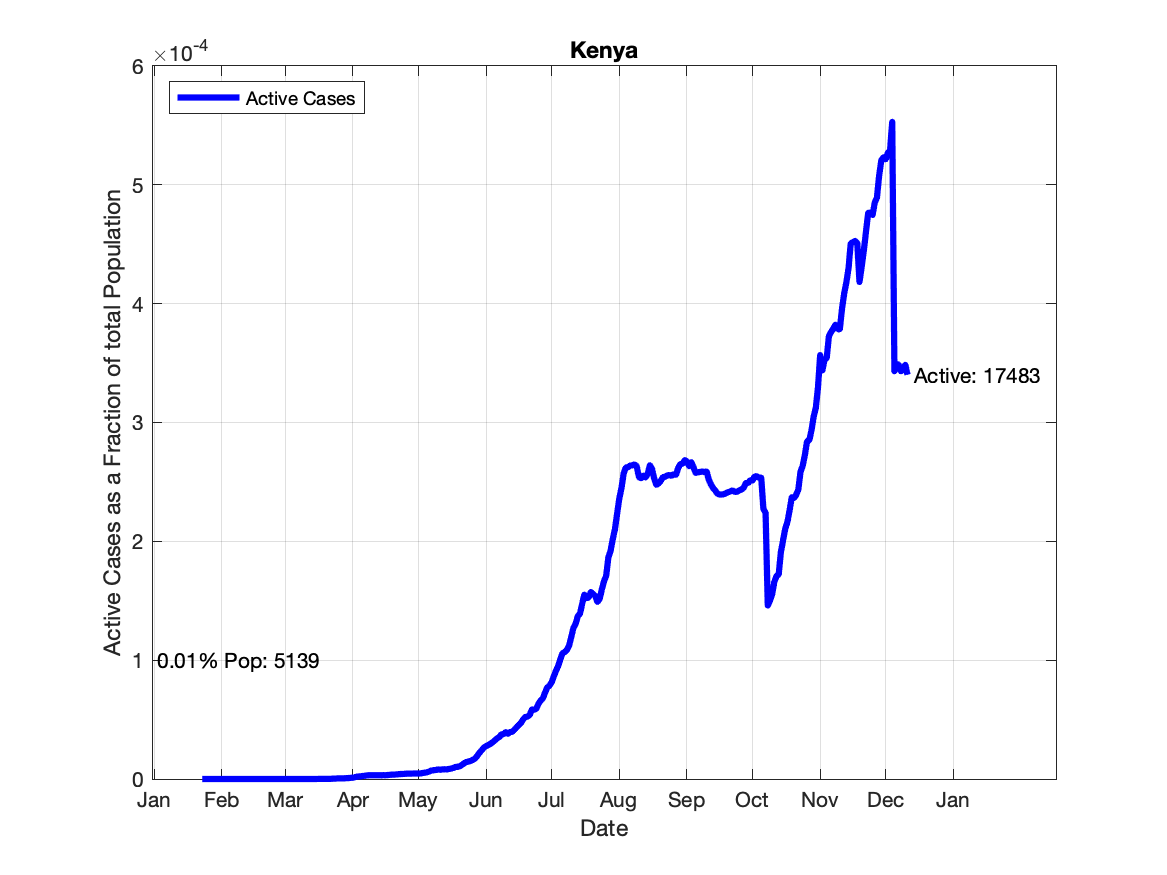 Kenya
×10-4
6
5
4
3
2
1
0
Active Cases
Active Cases as a Fraction of total Population
0.01% Pop: 5139
Active: 17483
Jan Feb Mar Apr May Jun Jul Aug Sep Oct Nov Dec Jan
Date